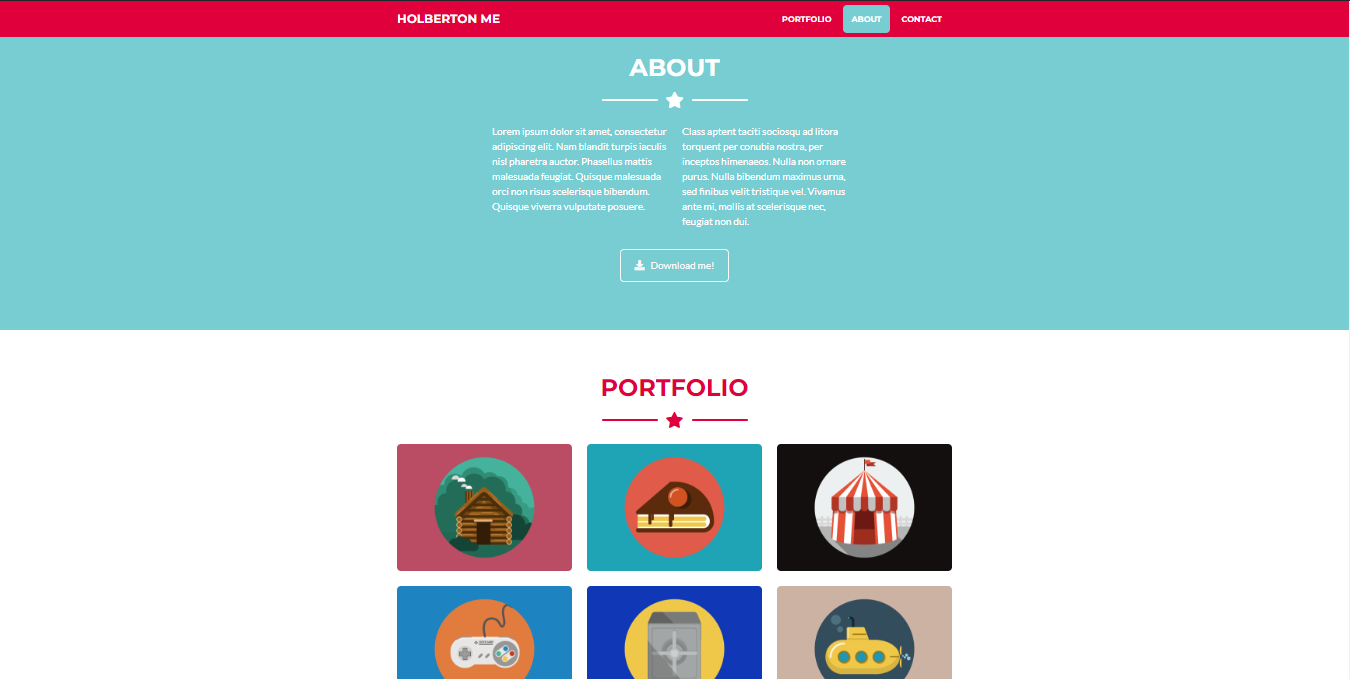 HOLBERTON ME
PORTFOLIO
ABOUT
CONTACT
ABOUT
Lorem ipsum dolor sit amet, consectetur
adipiscing elit. Nam blandit turpis iaculis
nisl pharetra auctor. Phasellus mattis
malesuada feugiat. Quisque malesuada
orci non risus scelerisque bibendum.
Quisque viverra vulputate posuere.
Class aptent taciti sociosqu ad litora
torquent per conubia nostra, per
inceptos himenaeos. Nulla non ornare
purus. Nulla bibendum maximus urna,
sed finibus velit tristique vel. Vivamus
ante mi, mollis at scelerisque nec,
feugiat non dui.
Download me!
PORTFOLIO